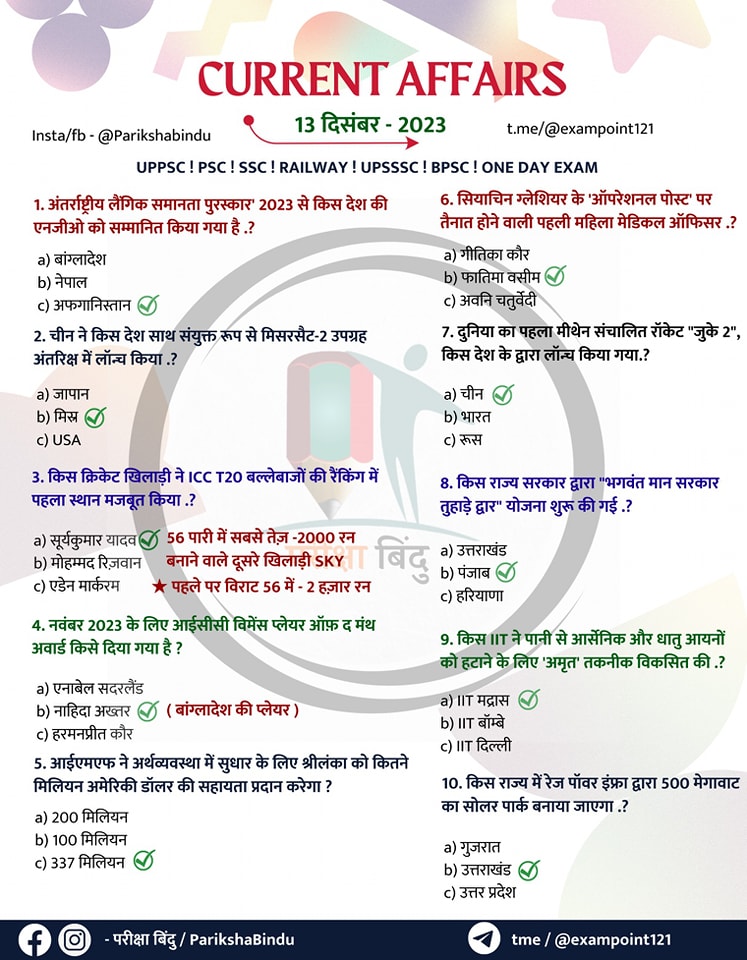 CURRENT AFFAIRS
Insta/fb - @Parikshabindu
13 दिसंबर - 2023
t.me/@exampoint121
UPPSC ! PSC ! SSC ! RAILWAY ! UPSSSC ! BPSC ! ONE DAY EXAM
1. अंतर्राष्ट्रीय लैंगिक समानता पुरस्कार' 2023 से किस देश की
एनजीओ को सम्मानित किया गया है .?
a) बांग्लादेश
b) नेपाल
c) अफगानिस्तान
2. चीन ने किस देश साथ संयुक्त रूप से मिसरसैट-2 उपग्रह
अंतरिक्ष में लॉन्च किया .?
a) जापान
b) मिस्र
c) USA
3. किस क्रिकेट खिलाड़ी ने ICC T20 बल्लेबाजों की रैंकिंग में
पहला स्थान मजबूत किया .?
a) सूर्यकुमार यादव
b) मोहम्मद रिज़वान
c) एडेन मार्करम
56 पारी में सबसे तेज़ -2000 रन
बनाने वाले दूसरे खिलाड़ी SKY
★ पहले पर विराट 56 में - 2 हज़ार रन
4. नवंबर 2023 के लिए आईसीसी विमेंस प्लेयर ऑफ़ द मंथ
अवार्ड किसे दिया गया है ?
a) एनाबेल सदरलैंड
b) नाहिदा अख्तर
( बांग्लादेश की प्लेयर )
c) हरमनप्रीत कौर
5. आईएमएफ ने अर्थव्यवस्था में सुधार के लिए श्रीलंका को कितने
मिलियन अमेरिकी डॉलर की सहायता प्रदान करेगा ?
a) 200 मिलियन
b) 100 मिलियन
c) 337 मिलियन
6. सियाचिन ग्लेशियर के 'ऑपरेशनल पोस्ट' पर
तैनात होने वाली पहली महिला मेडिकल ऑफिसर .?
a) गीतिका कौर
b) फातिमा वसीम
c) अवनि चतुर्वेदी
7. दुनिया का पहला मीथेन संचालित रॉकेट "जुके 2",
किस देश के द्वारा लॉन्च किया गया.?
a) चीन
b) भारत
c) रूस
8. किस राज्य सरकार द्वारा "भगवंत मान सरकार
तुहाड़े द्वार" योजना शुरू की गई .?
a) उत्तराखंड
b) पंजाब
c) हरियाणा
9. किस IIT ने पानी से आर्सेनिक और धातु आयनों
को हटाने के लिए 'अमृत' तकनीक विकसित की .?
a) IIT मद्रास
b) IIT बॉम्बे
c) IIT दिल्ली
10. किस राज्य में रेज पॉवर इंफ्रा द्वारा 500 मेगावाट
का सोलर पार्क बनाया जाएगा .?
a) गुजरात
b) उत्तराखंड
c) उत्तर प्रदेश
परीक्षा बिंदु
- परीक्षा बिंदु / ParikshaBindu
tme / @exampoint121